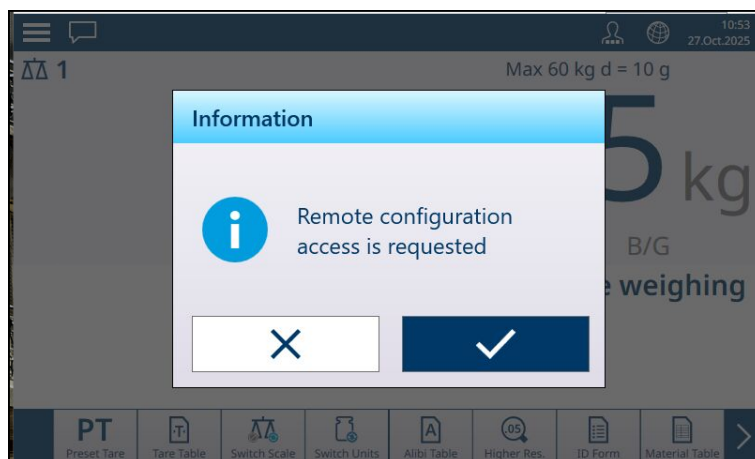 10:53
27.Oct.2025
1
Max 60 kg d = 10 g
Information
5 kg
Remote configuration
access is requested
B/G
weighing
PT
Preset Tare
T
Tare Table
Switch Scale
Switch Units
A
Alibi Table
.05
Higher Res.
ID Form
Material Table